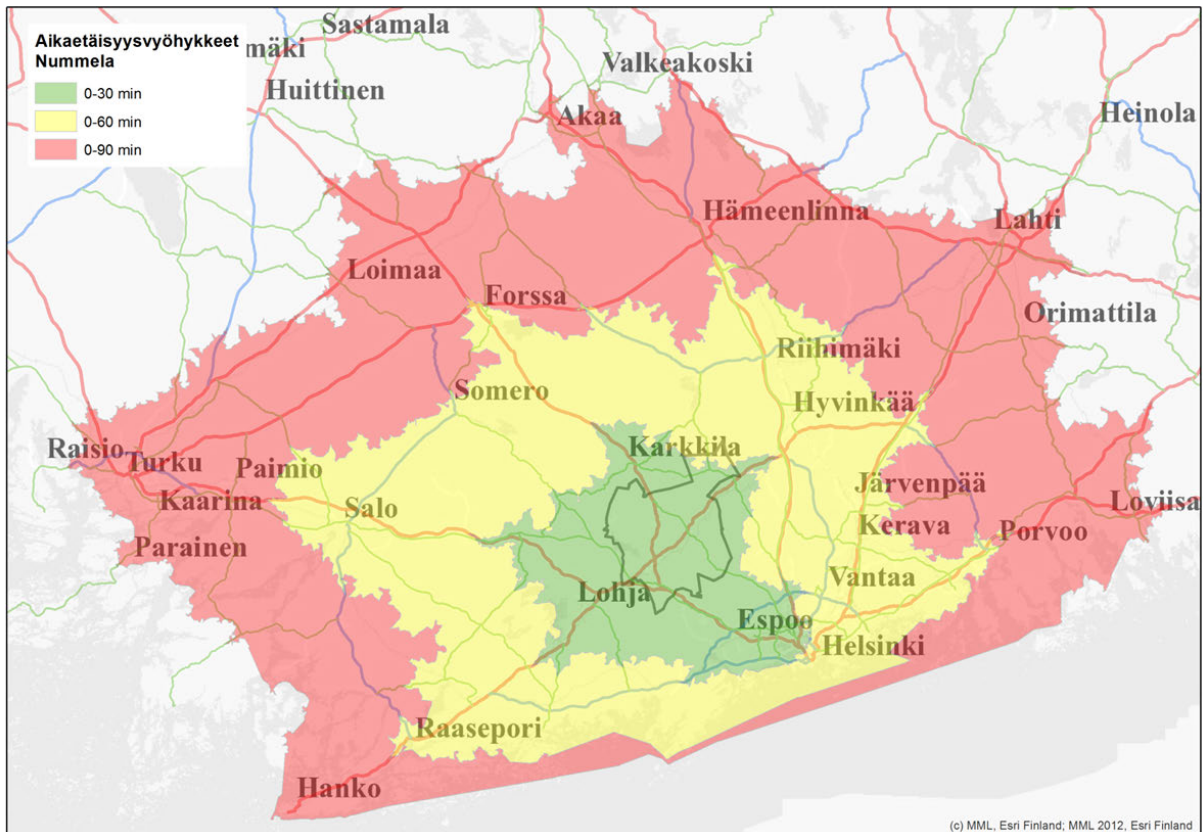 Aikaetäisyysvyöhykkeet
Nummela
0-30 min
0-60 min
0-90 min
Sastamala
mäki
Huittinen
Valkeakoski
Akaa
Heinola
Hämeenlinna
Lahti
Loimaa
Forssa
Orimattila
Riihimäki
Somero
Hyvinkää
Karkkila
Raisio
Turku
Paimio
Järvenpää
Kaarina
Salo
Loviisa
Kerava
Porvoo
Parainen
Vantaa
Lohja
Espoo
Helsinki
Raasepori
Hanko
(c) MML, Esri Finland; MML 2012, Esri Finland